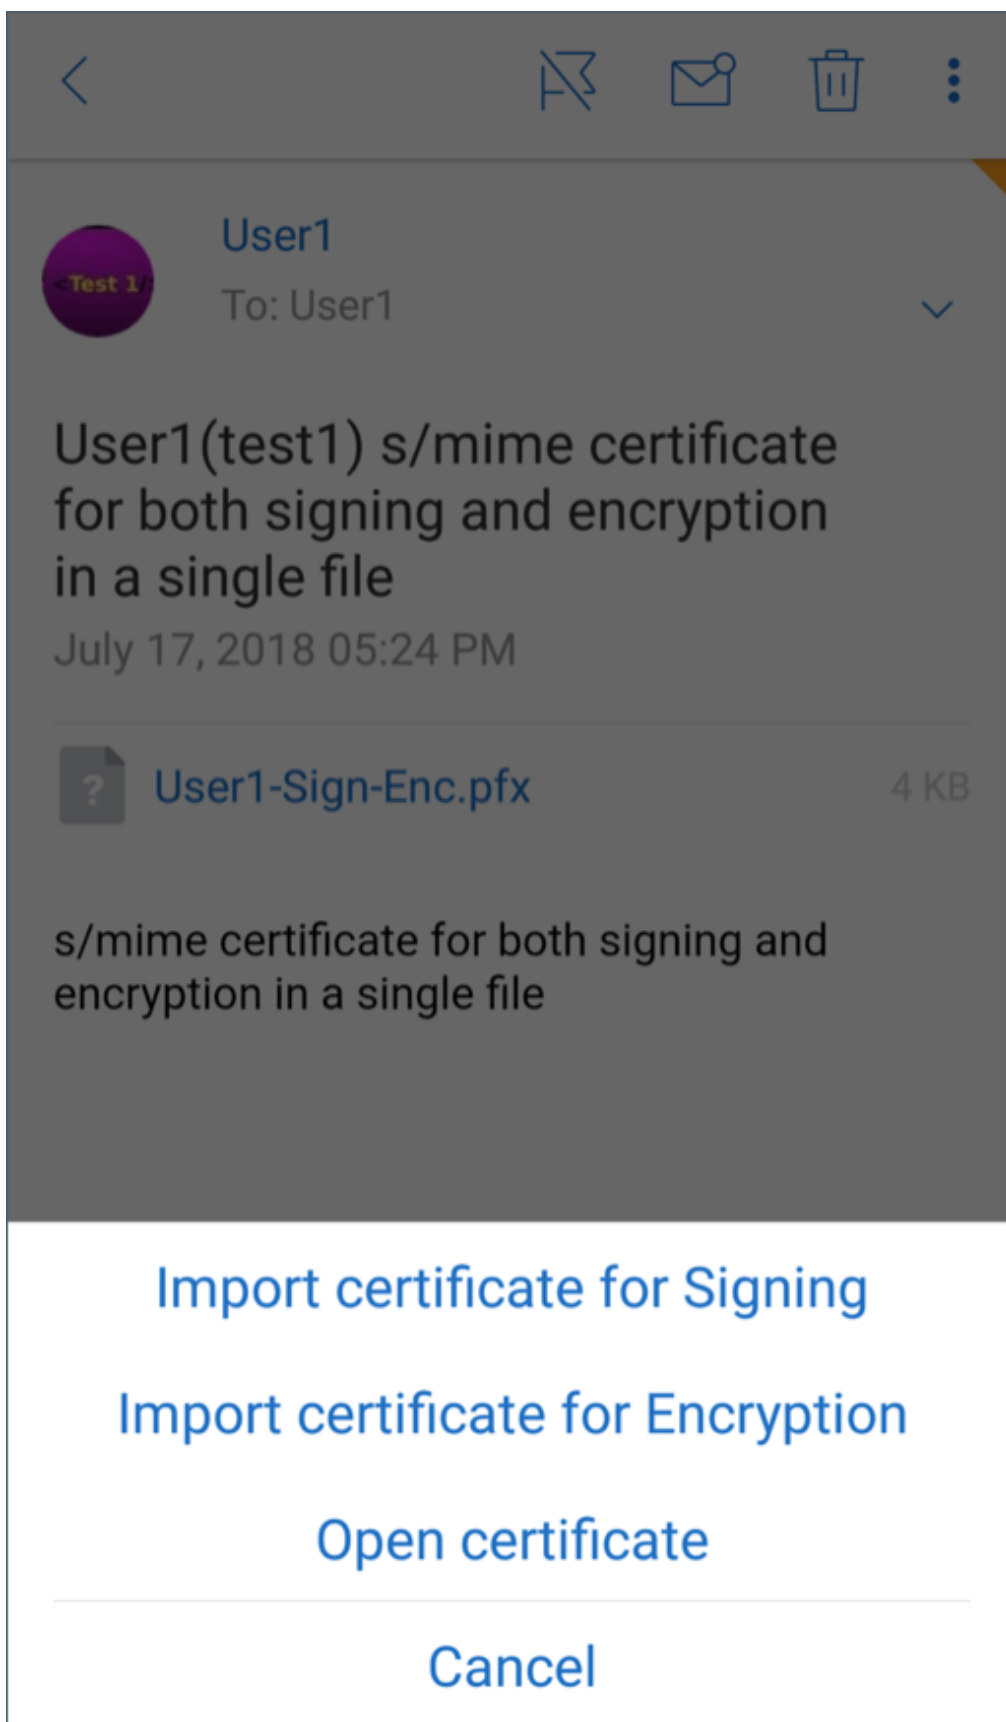 User1
<Test 1/
To: User1
User1(test1) s/mime certificate
for both signing and encryption
in a single file
July 17, 2018 05:24 PM
?
User1-Sign-Enc.pfx 4 KB
s/mime certificate for both signing and
encryption in a single file
Import certificate for Signing
Import certificate for Encryption
Open certificate
Cancel